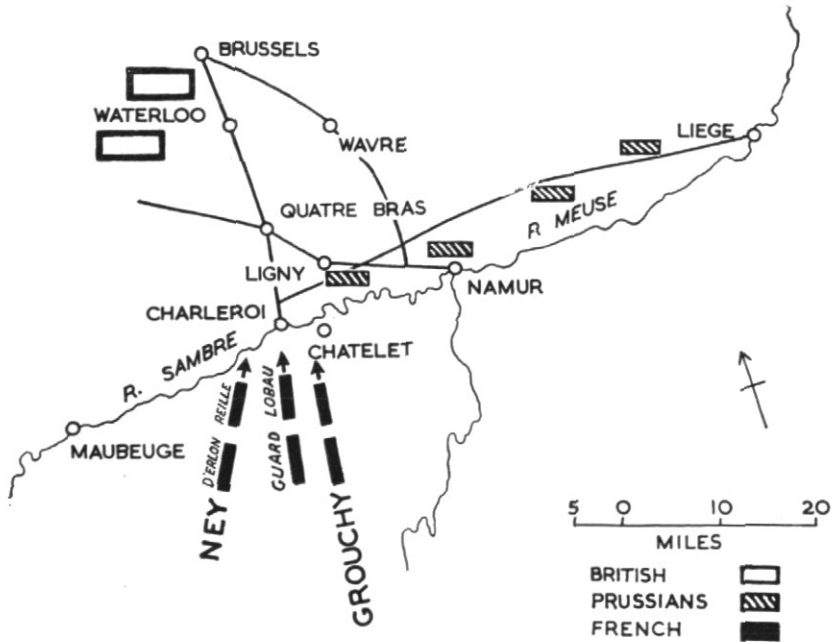 BRUSSELS
WATERLOO
WAVRE
LIEGE
QUATRE BRAS
R MEUSE
LIGNY
NAMUR
CHARLEROI
CHATELET
R. SAMBRE
MAUBEUGE
REILLE
D'ERLON
LOBAU
GUARD
NEY
GROUCHY
5 0 10 20
MILES
BRITISH
PRUSSIANS
FRENCH